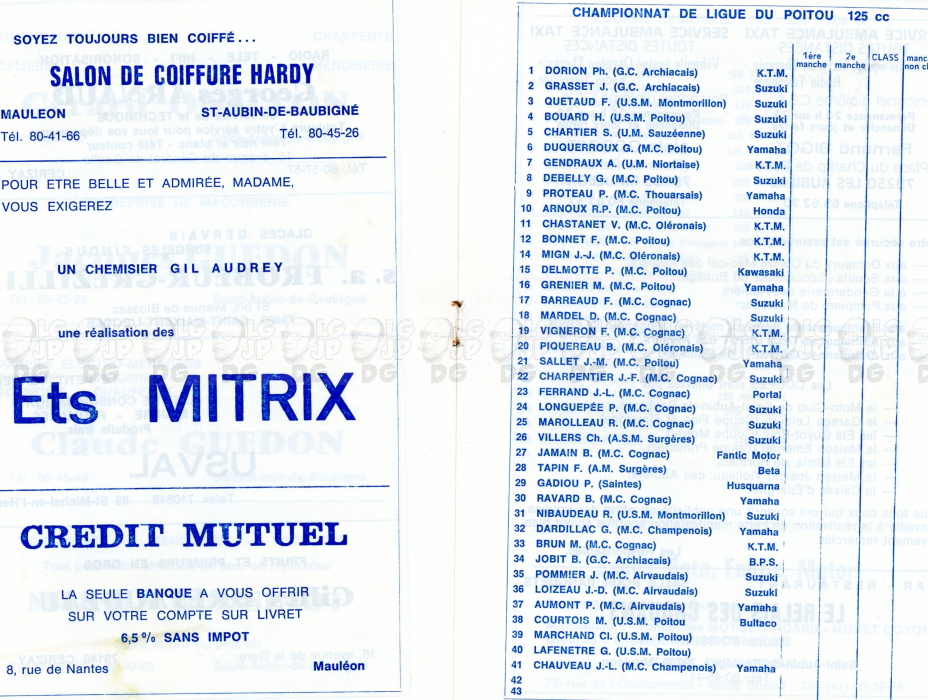 SOYEZ TOUJOURS BIEN COIFFÉ...
SALON DE COIFFURE HARDY
MAULEON ST-AUBIN-DE-BAUBIGNÉ
Tél. 80-41-66 Tél. 80-45-26
POUR ETRE BELLE ET ADMIRÉE, MADAME,
VOUS EXIGEREZ
UN CHEMISIER GIL AUDREY
une réalisation des
Ets MITRIX
CREDIT MUTUEL
LA SEULE BANQUE A VOUS OFFRIR
SUR VOTRE COMPTE SUR LIVRET
6,5 % SANS IMPOT
8, rue de Nantes Mauléon
CHAMPIONNAT DE LIGUE DU POITOU 125 cc
1ère manche 2e manche CLASS manc non cl
1 DORION Ph. (G.C. Archiacais) K.T.M.
2 GRASSET J. (G.C. Archiacais) Suzuki
3 QUETAUD F. (U.S.M. Montmorillon) Suzuki
4 BOUARD H. (U.S.M. Poitou) Suzuki
5 CHARTIER S. (U.M. Sauzéenne) Suzuki
6 DUQUERROUX G. (M.C. Poitou) Yamaha
7 GENDRAUX A. (U.M. Niortaise) K.T.M.
8 DEBELLY G. (M.C. Poitou) Suzuki
9 PROTEAU P. (M.C. Thouarsais) Yamaha
10 ARNOUX R.P. (M.C. Poitou) Honda
11 CHASTANET V. (M.C. Oléronais) K.T.M.
12 BONNET F. (M.C. Poitou) K.T.M.
14 MIGN J.-J. (M.C. Oléronais) K.T.M.
15 DELMOTTE P. (M.C. Poitou) Kawasaki
16 GRENIER M. (M.C. Poitou) Yamaha
17 BARREAUD F. (M.C. Cognac) Suzuki
18 MARDEL D. (M.C. Cognac) Suzuki
19 VIGNERON F. (M.C. Cognac) K.T.M.
20 PIQUEREAU B. (M.C. Oléronais) K.T.M.
21 SALLET J.-M. (M.C. Poitou) Yamaha
22 CHARPENTIER J.-F. (M.C. Cognac) Suzuki
23 FERRAND J.-L. (M.C. Cognac) Portal
24 LONGUEPÉE P. (M.C. Cognac) Suzuki
25 MAROLLEAU R. (M.C. Cognac) Suzuki
26 VILLERS Ch. (A.S.M. Surgères) Suzuki
27 JAMAIN B. (M.C. Cognac) Fantic Motor
28 TAPIN F. (A.M. Surgères) Beta
29 GADIOU P. (Saintes) Husquarna
30 RAVARD B. (M.C. Cognac) Yamaha
31 NIBAUDEAU R. (U.S.M. Montmorillon) Suzuki
32 DARDILLAC G. (M.C. Champenois) Yamaha
33 BRUN M. (M.C. Cognac) K.T.M.
34 JOBIT B. (G.C. Archiacais) B.P.S.
35 POMMIER J. (M.C. Airvaudais) Suzuki
36 LOIZEAU J.-D. (M.C. Airvaudais) Suzuki
37 AUMONT P. (M.C. Airvaudais) Yamaha
38 COURTOIS M. (U.S.M. Poitou Bultaco
39 MARCHAND Cl. (U.S.M. Poitou)
40 LAFENETRE G. (U.S.M. Poitou)
41 CHAUVEAU J.-L. (M.C. Champenois) Yamaha
42
43